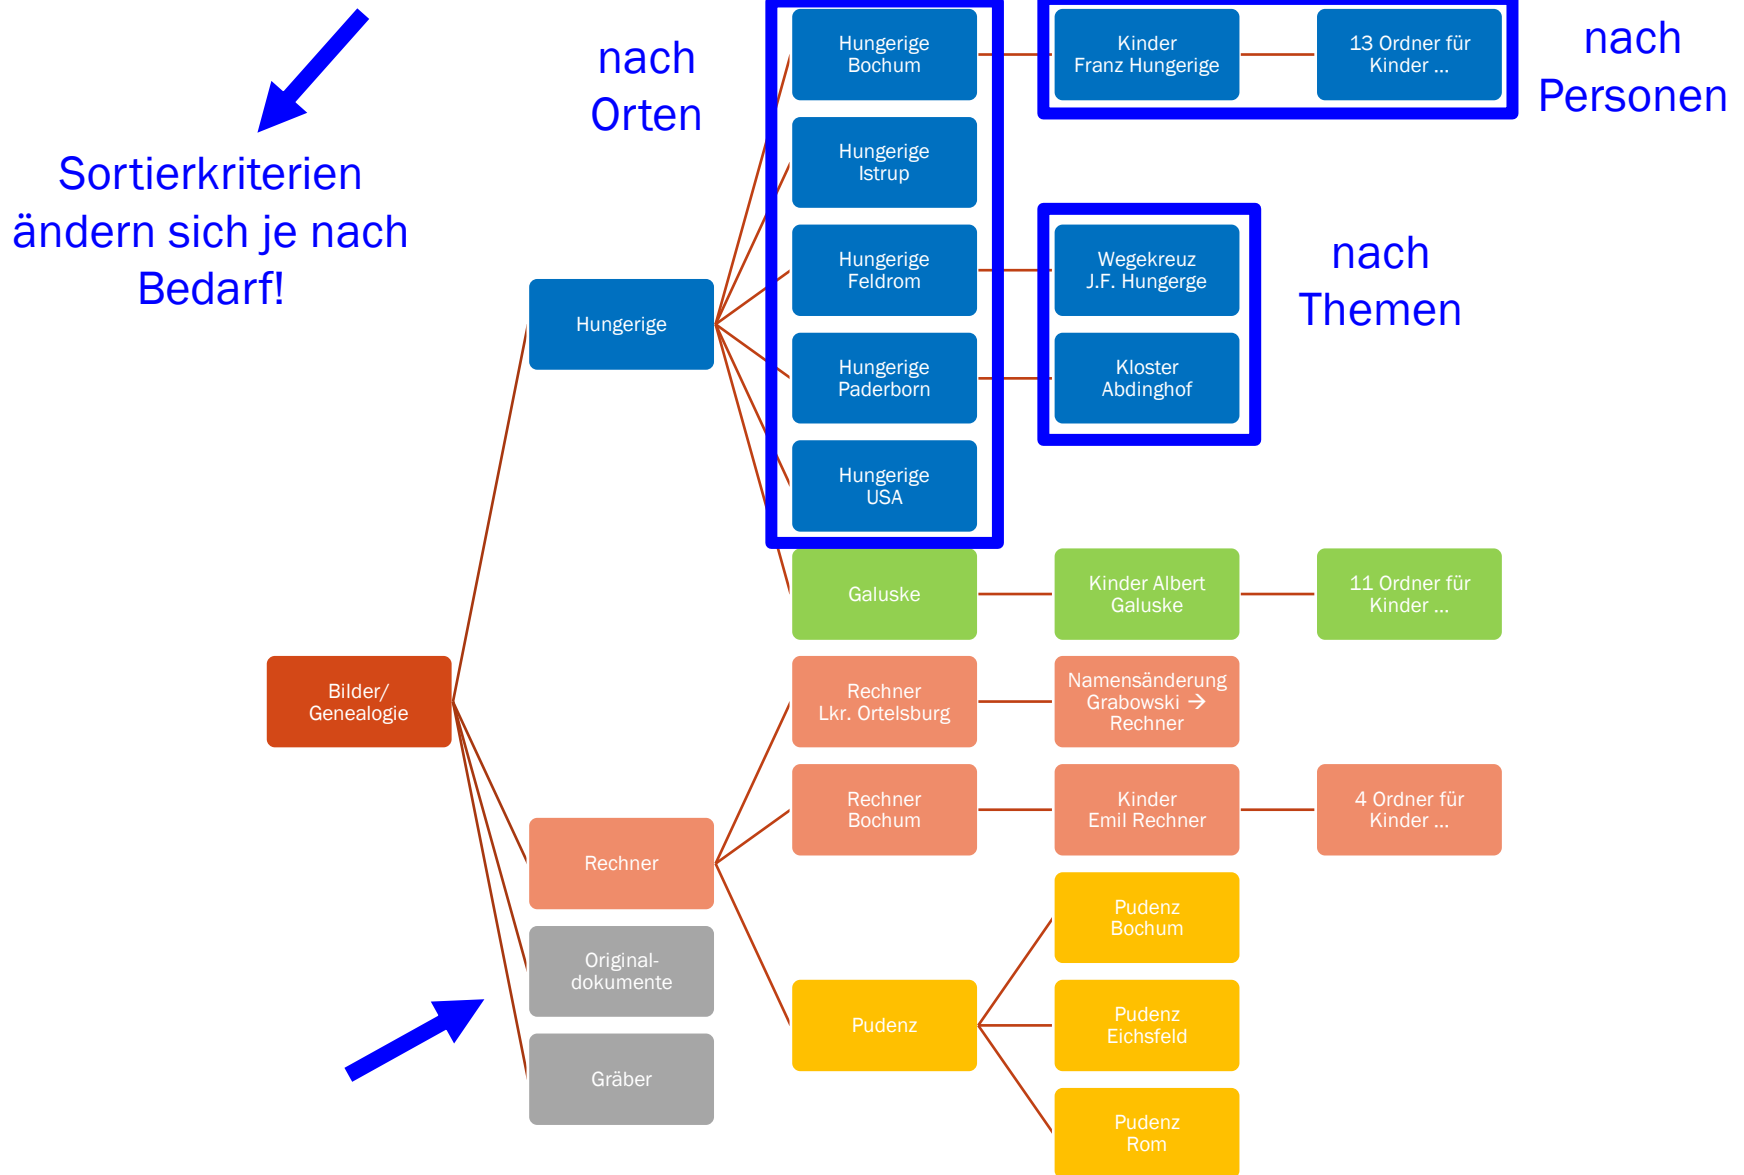 Sortierkriterien
ändern sich je nach
Bedarf!
nach
Orten
Hungerige
Bochum
Kinder
Franz Hungerige
13 Ordner für
Kinder ...
nach
Personen
Hungerige
Istrup
Hungerige
Feldrom
Wegekreuz
J.F. Hungerge
nach
Themen
Hungerige
Hungerige
Paderborn
Kloster
Abdinghof
Hungerige
USA
Galuske
Kinder Albert
Galuske
11 Ordner für
Kinder ...
Bilder/
Genealogie
Rechner
Lkr. Ortelsburg
Namensänderung
Grabowski →
Rechner
Rechner
Bochum
Kinder
Emil Rechner
4 Ordner für
Kinder ...
Rechner
Pudenz
Bochum
Original-
dokumente
Pudenz
Pudenz
Eichsfeld
Gräber
Pudenz
Rom